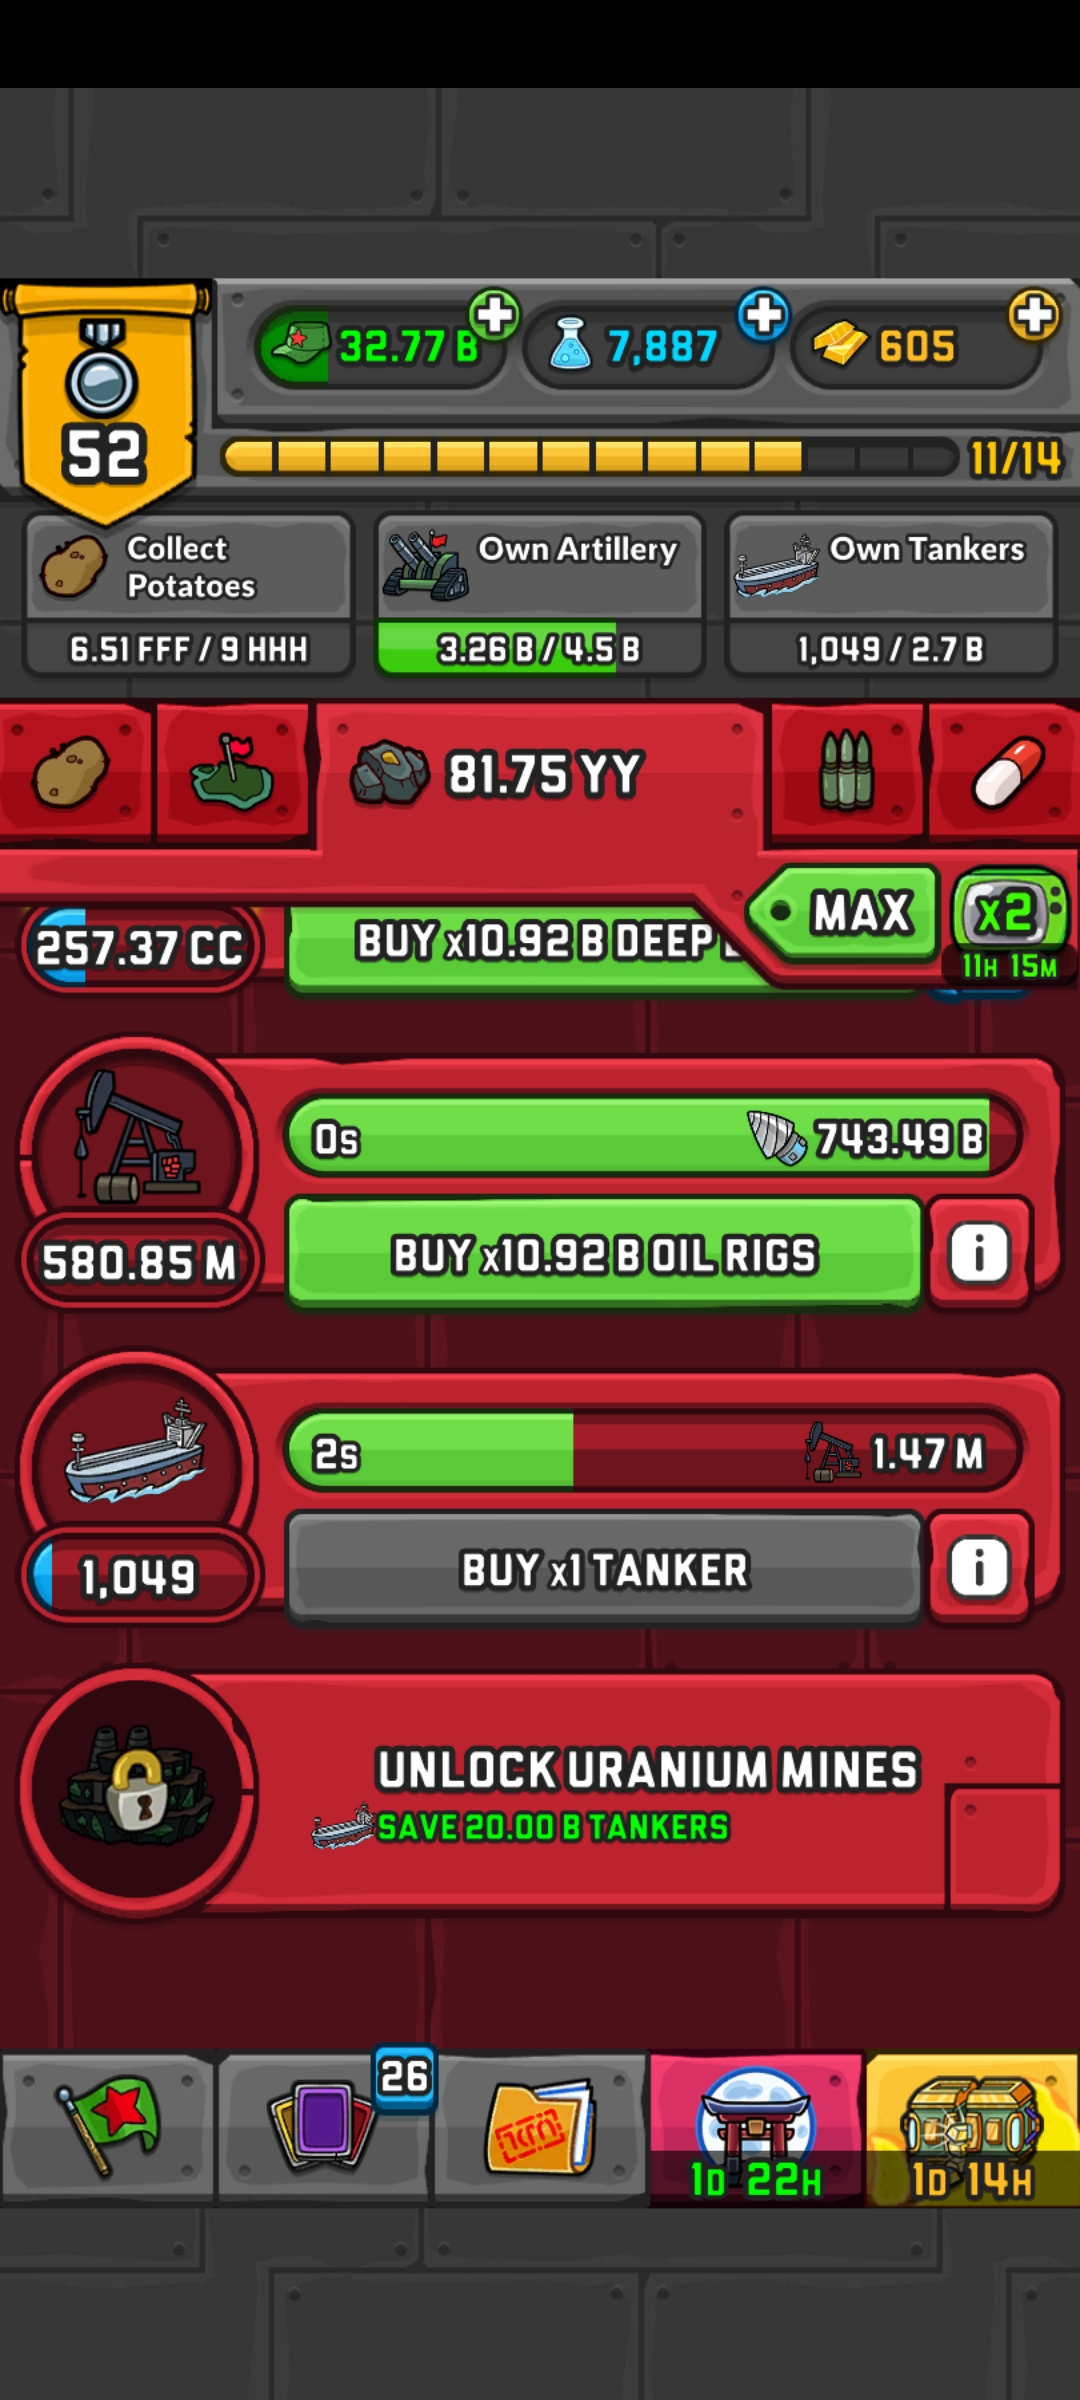 32.77 B
7,887
605
52
11/14
Collect
Potatoes
6.51 FFF / 9 HHH
Own Artillery
3.26 B / 4.5 B
Own Tankers
1,049 / 2.7 B
81.75 YY
MAX
x2
11H 15M
257.37 CC
BUY x10.92 B DEEP
0s
743.49 B
580.85 M
BUY x10.92 B OIL RIGS
i
2s
1.47 M
1,049
BUY x1 TANKER
i
UNLOCK URANIUM MINES
SAVE 20.00 B TANKERS
26
1D 22H
1D 14H